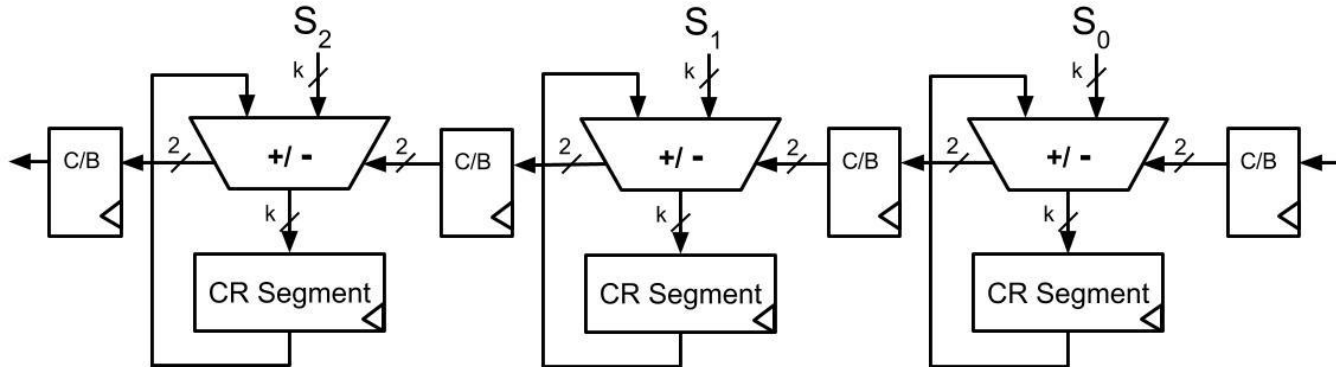 S2 S1 S0
k k k
C/B 2 +/ - 2 C/B 2 +/ - 2 C/B 2 +/ - 2 C/B
k k k
CR Segment CR Segment CR Segment